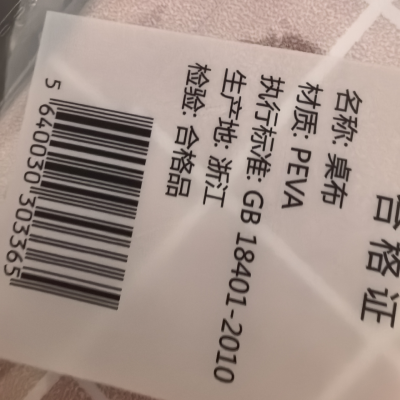 合格证
名称: 桌布
材质: PEVA
执行标准: GB 18401-2010
生产地: 浙江
检验: 合格品
5 640030 303365